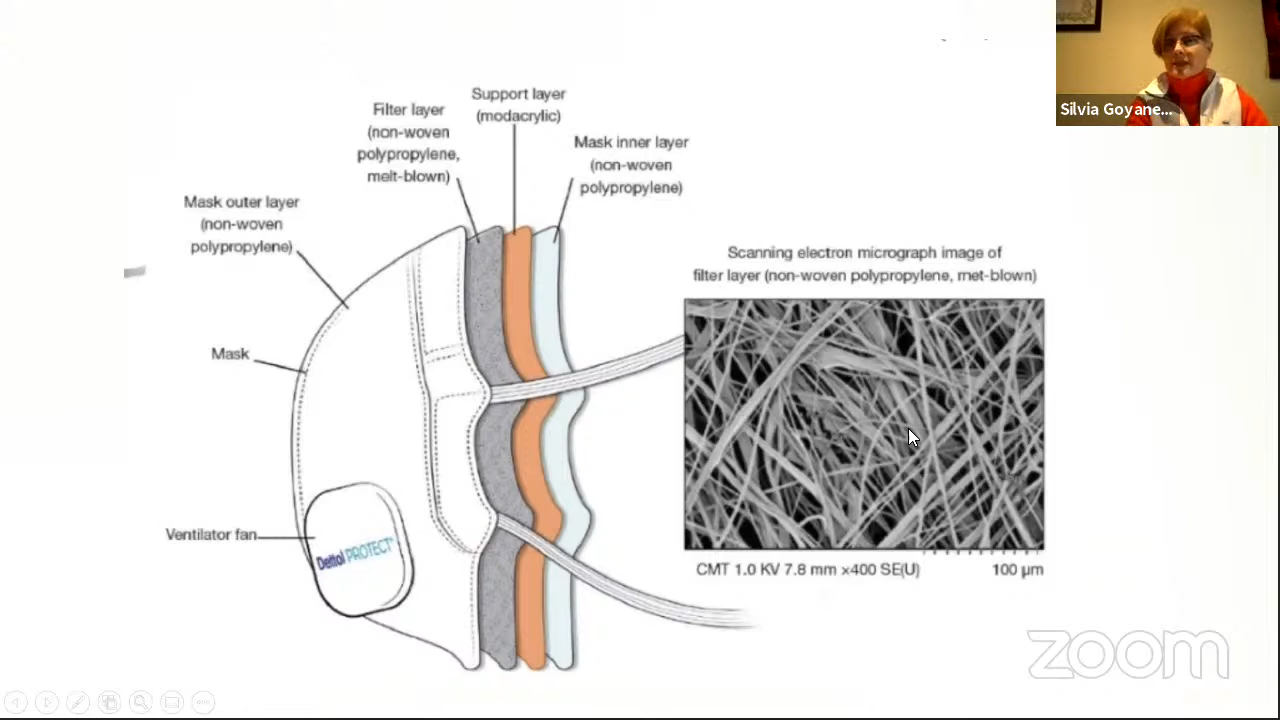 Silvia Goyane...
Support layer
(modacrylic)
Filter layer
(non-woven
polypropylene,
melt-blown)
Mask inner layer
(non-woven
polypropylene)
Mask outer layer
(non-woven
polypropylene)
Scanning electron micrograph image of
filter layer (non-woven polypropylene, met-blown)
Mask
Ventilator fan
Dettol PROTECT+
CMT 1.0 KV 7.8 mm ×400 SE(U)
100 µm
zoom